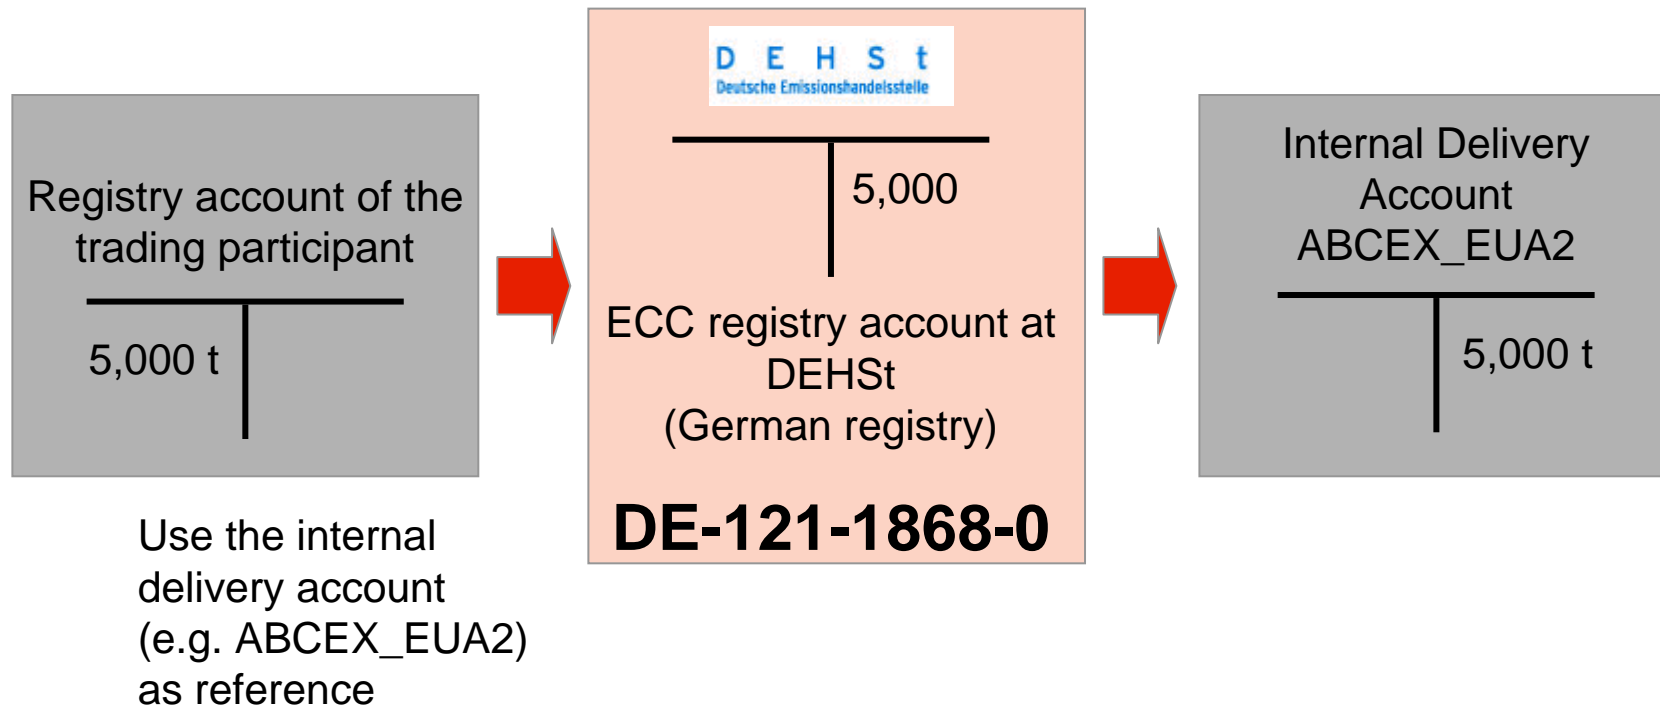 Registry account of the
trading participant
5,000 t
Use the internal
delivery account
(e.g. ABCEX_EUA2)
as reference
D E H S t
Deutsche Emissionshandelsstelle
5,000
ECC registry account at
DEHSt
(German registry)
DE-121-1868-0
Internal Delivery
Account
ABCEX_EUA2
5,000 t